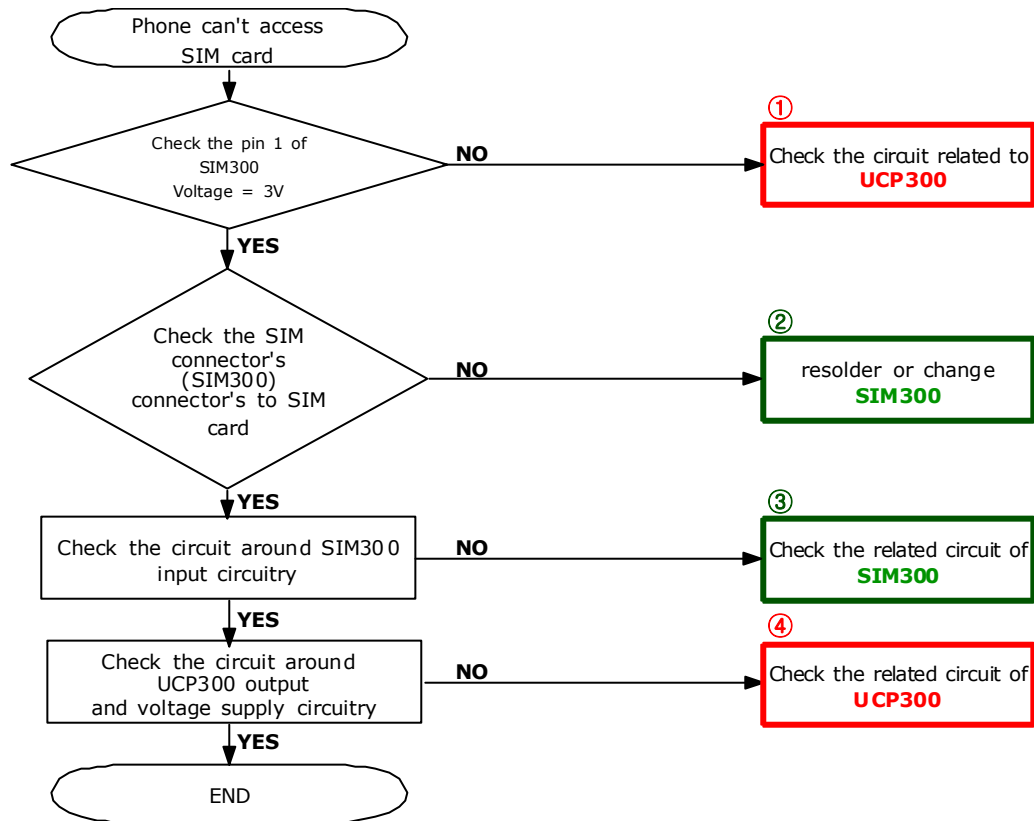 Phone can't access
SIM card
Check the pin 1 of
SIM300
Voltage = 3V
NO
①
Check the circuit related to
UCP300
YES
Check the SIM
connector's
(SIM300)
connector's to SIM
card
NO
②
resolder or change
SIM300
YES
Check the circuit around SIM300
input circuitry
NO
③
Check the related circuit of
SIM300
YES
Check the circuit around
UCP300 output
and voltage supply circuitry
NO
④
Check the related circuit of
UCP300
YES
END